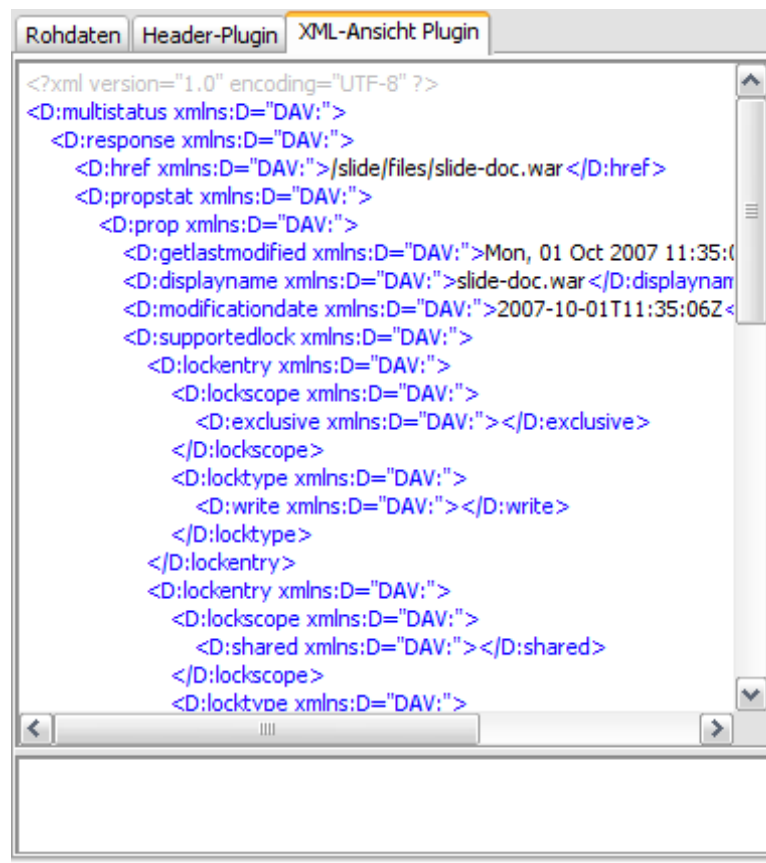 Rohdaten Header-Plugin XML-Ansicht Plugin
<?xml version="1.0" encoding="UTF-8" ?>
<D:multistatus xmlns:D="DAV:">
<D:response xmlns:D="DAV:">
<D:href xmlns:D="DAV:">/slide/files/slide-doc.war</D:href>
<D:propstat xmlns:D="DAV:">
<D:prop xmlns:D="DAV:">
<D:getlastmodified xmlns:D="DAV:">Mon, 01 Oct 2007 11:35:0
<D:displayname xmlns:D="DAV:">slide-doc.war</D:displaynam
<D:modificationdate xmlns:D="DAV:">2007-10-01T11:35:06Z<
<D:supportedlock xmlns:D="DAV:">
<D:lockentry xmlns:D="DAV:">
<D:lockscope xmlns:D="DAV:">
<D:exclusive xmlns:D="DAV:"></D:exclusive>
</D:lockscope>
<D:locktype xmlns:D="DAV:">
<D:write xmlns:D="DAV:"></D:write>
</D:locktype>
</D:lockentry>
<D:lockentry xmlns:D="DAV:">
<D:lockscope xmlns:D="DAV:">
<D:shared xmlns:D="DAV:"></D:shared>
</D:lockscope>
<D:locktype xmlns:D="DAV:">